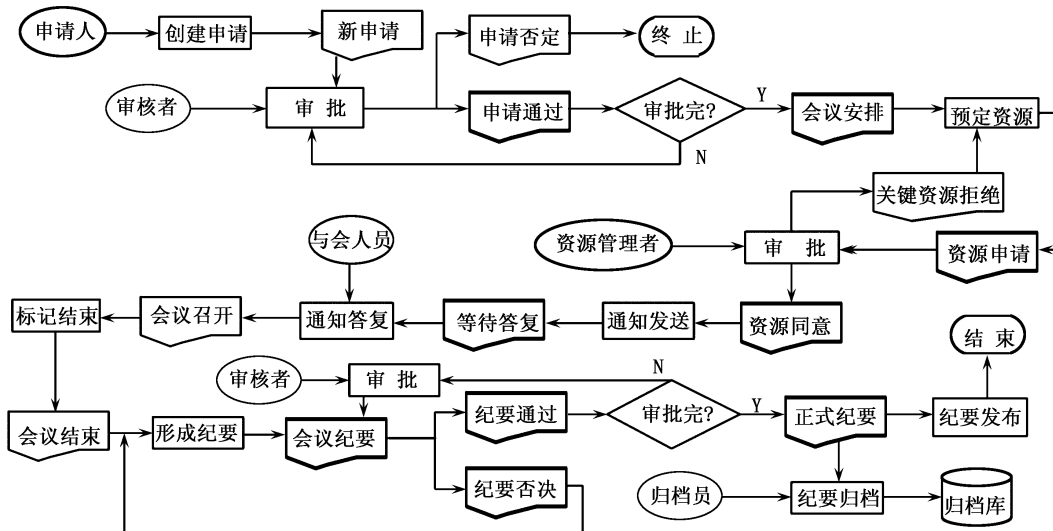 申请人
创建申请
新申请
申请否定
终 止
审核者
审 批
申请通过
审批完?
Y
会议安排
预定资源
N
关键资源拒绝
与会人员
资源管理者
审 批
资源申请
标记结束
会议召开
通知答复
等待答复
通知发送
资源同意
结 束
审核者
审 批
N
会议结束
形成纪要
会议纪要
纪要通过
审批完?
Y
正式纪要
纪要发布
纪要否决
归档员
纪要归档
归档库